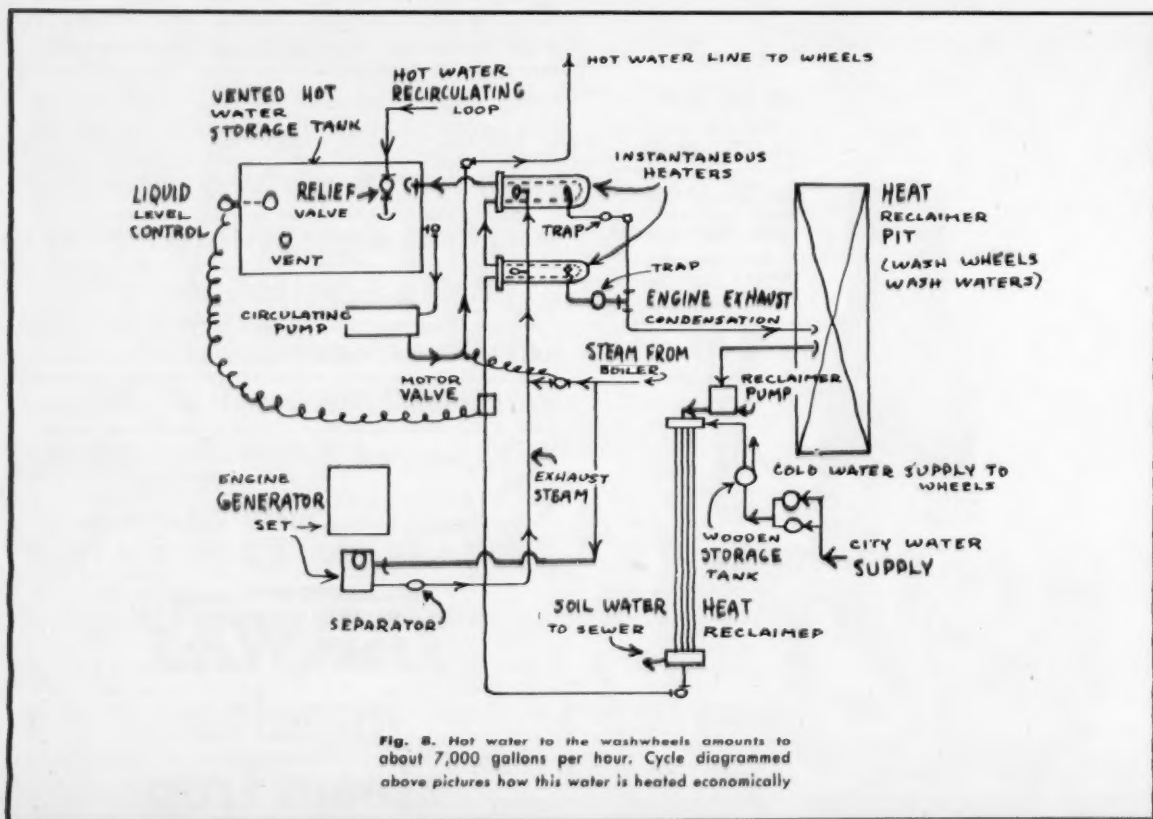 HOT WATER LINE TO WHEELS
HOT WATER
RECIRCULATING
LOOP
VENTED HOT
WATER
STORAGE TANK
INSTANTANEOUS
HEATERS
LIQUID
LEVEL
CONTROL
RELIEF
VALVE
VENT
TRAP
TRAP
HEAT
RECLAIMER
PIT
(WASH WHEELS
WASH WATERS)
ENGINE EXHAUST
CONDENSATION
CIRCULATING
PUMP
STEAM FROM
BOILER
MOTOR
VALVE
RECLAIMER
PUMP
ENGINE
GENERATOR
SET
EXHAUST
STEAM
COLD WATER SUPPLY TO
WHEELS
WOODEN
STORAGE
TANK
CITY WATER
SUPPLY
SEPARATOR
SOIL WATER
TO SEWER
HEAT
RECLAIMER
Fig. 8. Hot water to the washwheels amounts to
about 7,000 gallons per hour. Cycle diagrammed
above pictures how this water is heated economically